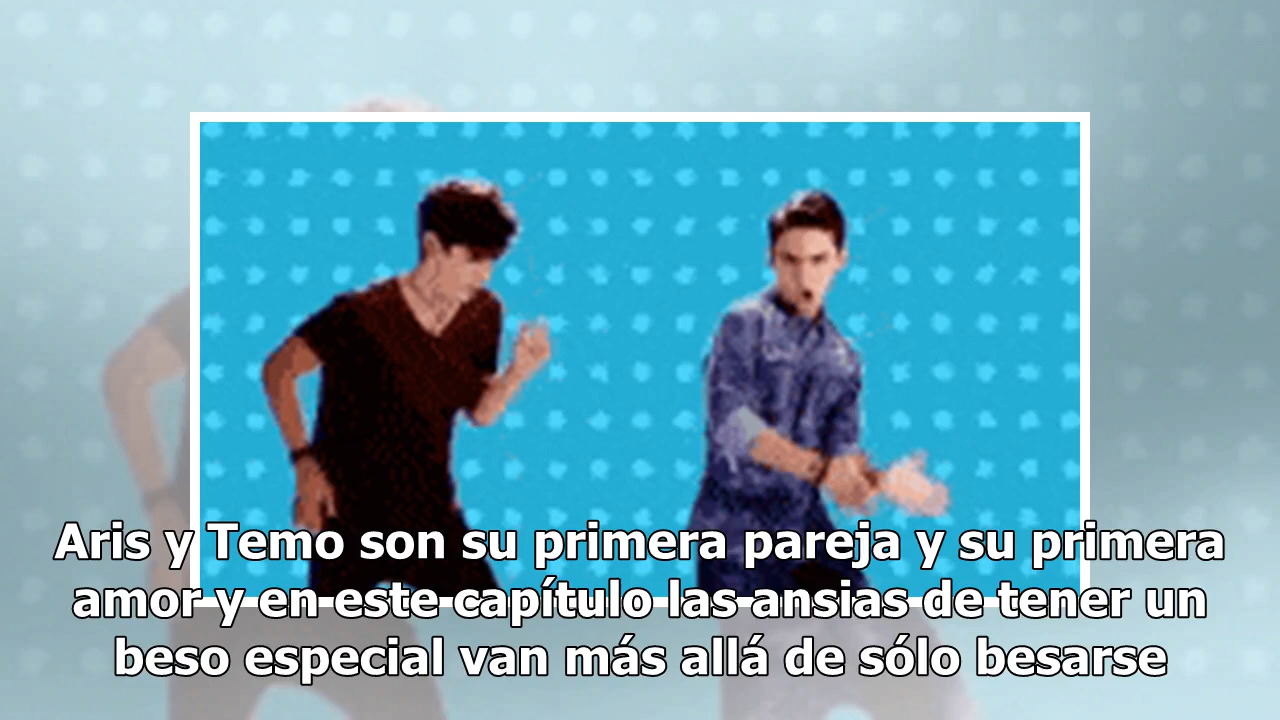 Aris y Temo son su primera pareja y su primera
amor y en este capítulo las ansias de tener un
beso especial van más allá de sólo besarse